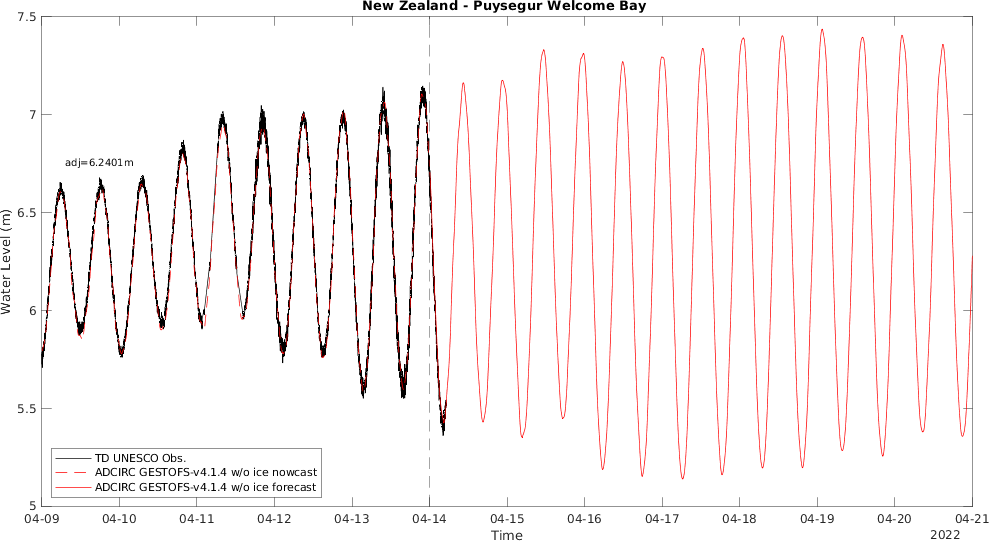 New Zealand - Puysegur Welcome Bay
7.5
7
adj=6.2401m
6.5
Water Level (m)
6
5.5
TD UNESCO Obs.
ADCIRC GESTOFS-v4.1.4 w/o ice nowcast
ADCIRC GESTOFS-v4.1.4 w/o ice forecast
5
04-09 04-10 04-11 04-12 04-13 04-14 04-15 04-16 04-17 04-18 04-19 04-20 04-21
Time
2022